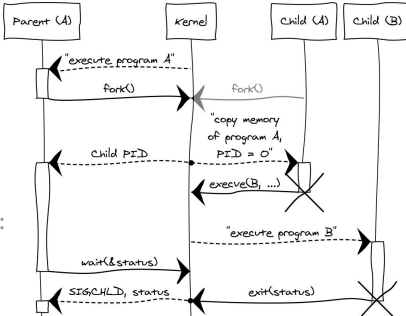 Parent (A)
Kernel
Child (A)
Child (B)
"execute program A"
fork()
fork()
"copy memory
of program A,
PID = 0"
Child PID
execve(B, ...)
"execute program B"
wait(&status)
SIGCHLD, status
exit(status)